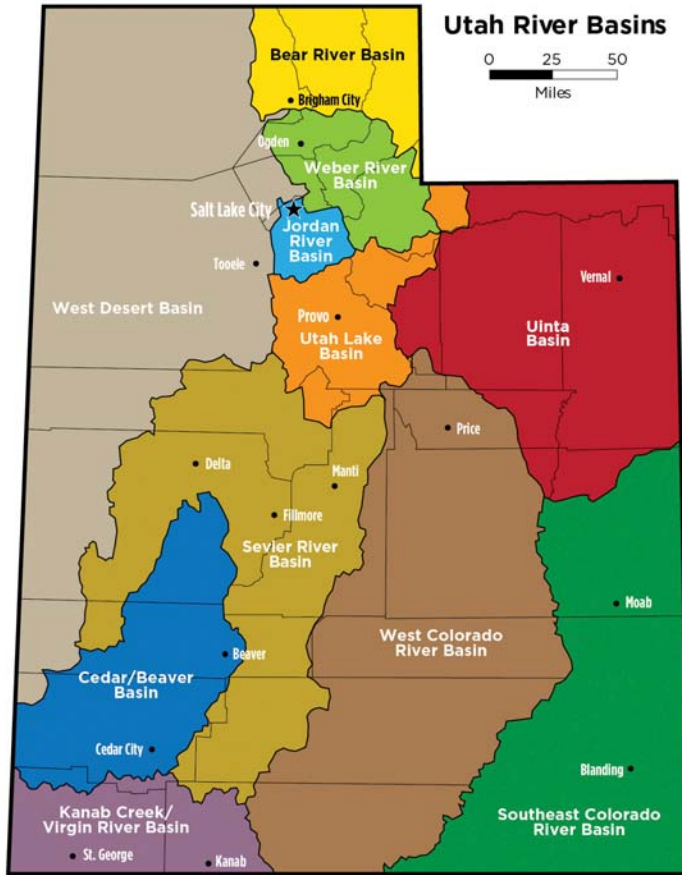 Utah River Basins
0 25 50
Miles
Bear River Basin
Brigham City
Ogden
Weber River
Basin
Salt Lake City
Jordan
River
Basin
Tooele
Vernal
West Desert Basin
Provo
Utah Lake
Basin
Uinta
Basin
Price
Delta
Manti
Fillmore
Sevier River
Basin
Moab
West Colorado
River Basin
Beaver
Cedar/Beaver
Basin
Cedar City
Blanding
Kanab Creek/
Virgin River Basin
Southeast Colorado
River Basin
St. George
Kanab